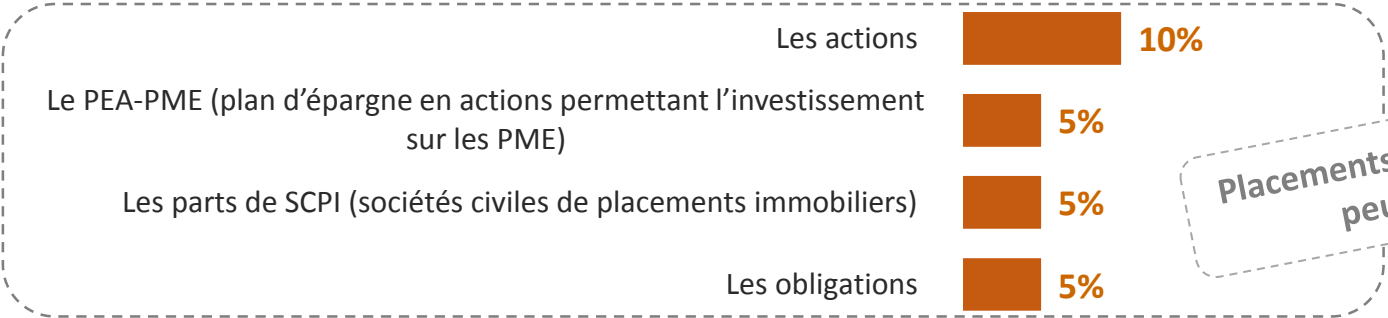 Les actions
10%
Le PEA-PME (plan d’épargne en actions permettant l’investissement
sur les PME)
5%
Les parts de SCPI (sociétés civiles de placements immobiliers)
5%
Les obligations
5%
Placements